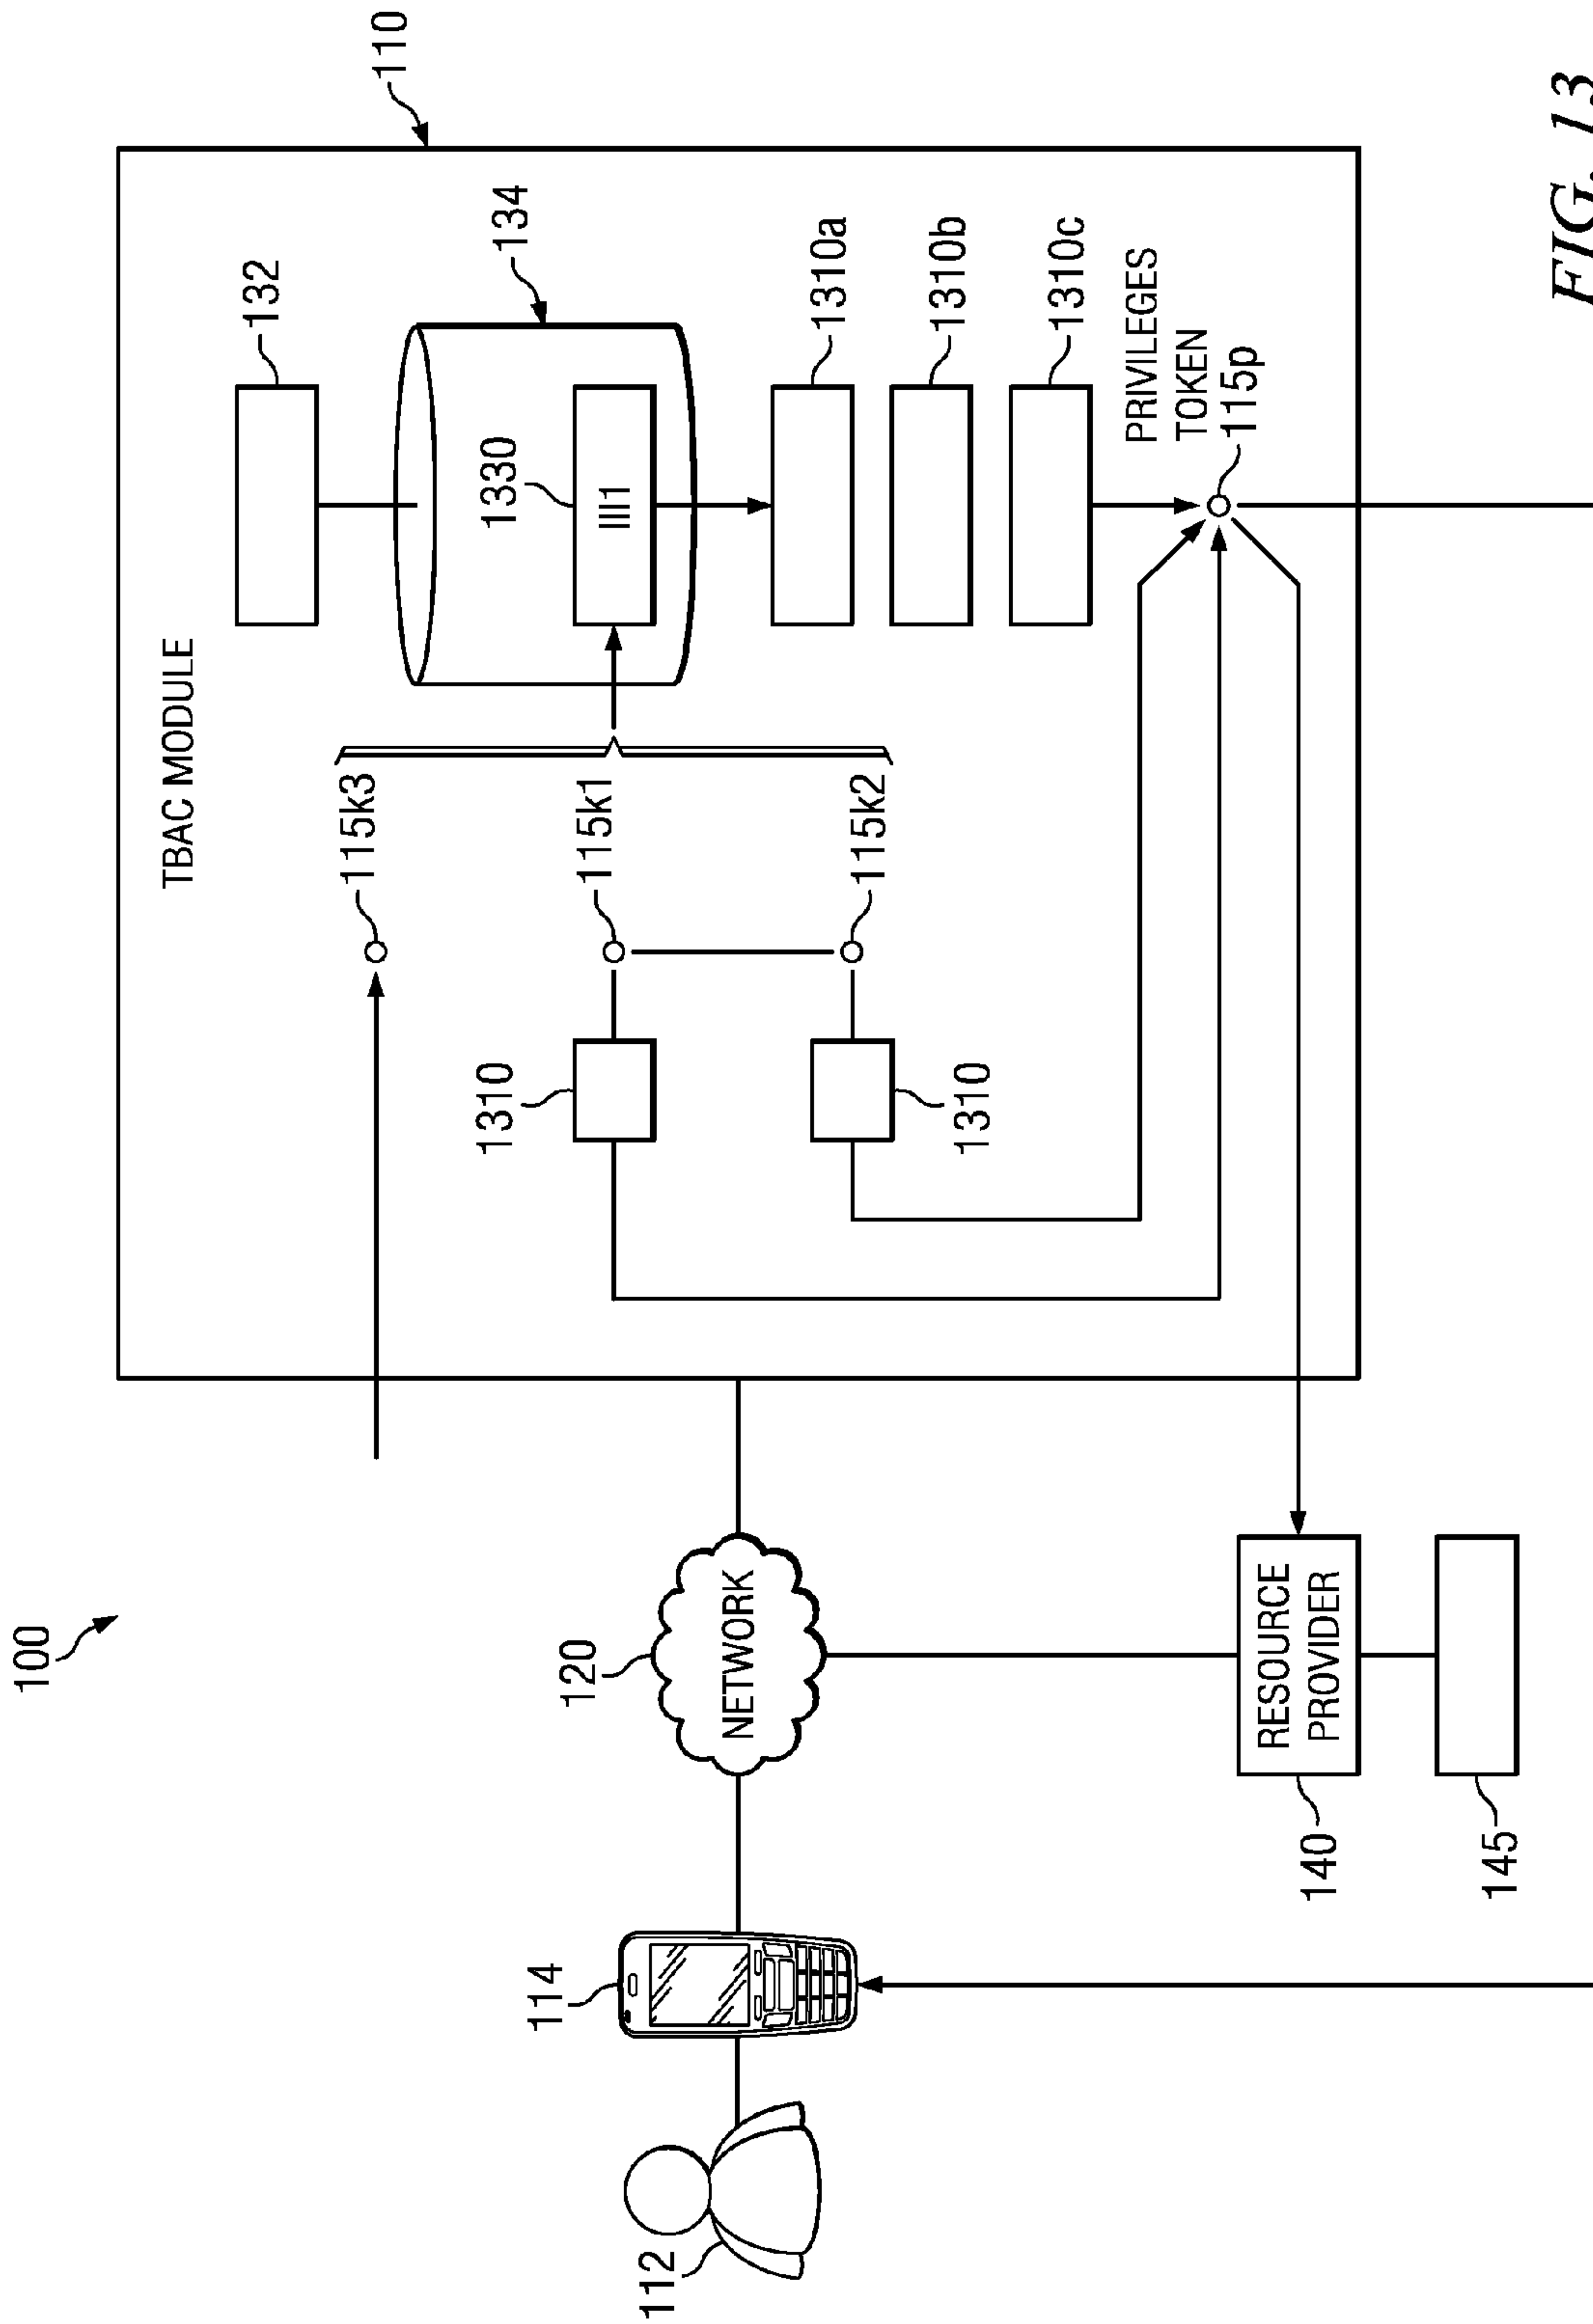 100
110
TBAC MODULE
132
134
115k3
1330
III1
115k1
1310
115k2
1310a
1310
1310b
1310c
PRIVILEGES
TOKEN
115p
120
NETWORK
114
112
RESOURCE
PROVIDER
140
145
FIG. 13